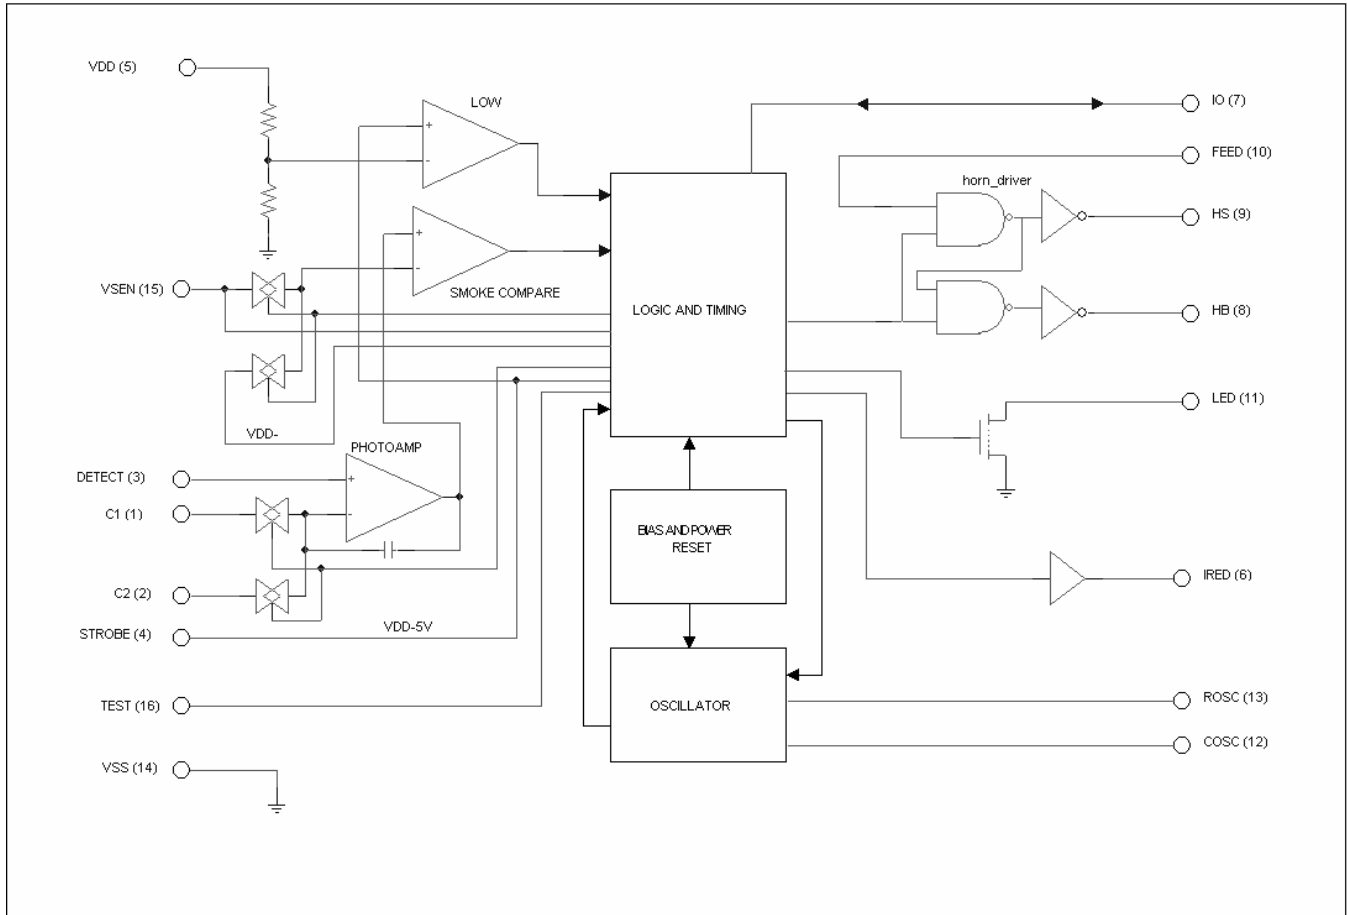 VDD (5)
LOW
+
-
IO (7)
FEED (10)
horn_driver
HS (9)
+
-
SMOKE COMPARE
VSEN (15)
LOGIC AND TIMING
HB (8)
LED (11)
VDD-
PHOTOAMP
DETECT (3)
+
C1 (1)
-
BIAS AND POWER
RESET
IRED (6)
C2 (2)
STROBE (4)
VDD-5V
TEST (16)
OSCILLATOR
ROSC (13)
COSC (12)
VSS (14)